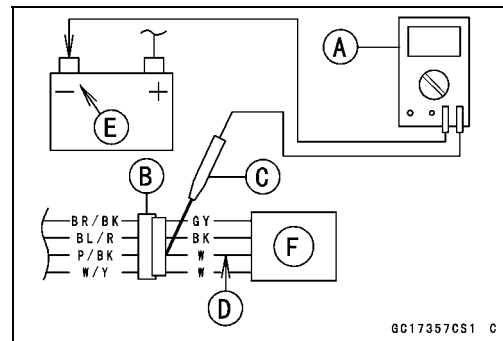 A
− +
E
B
C
BR/BK GY
BL/R BK
P/BK W
W/Y W
F
D
GC17357CS1 C